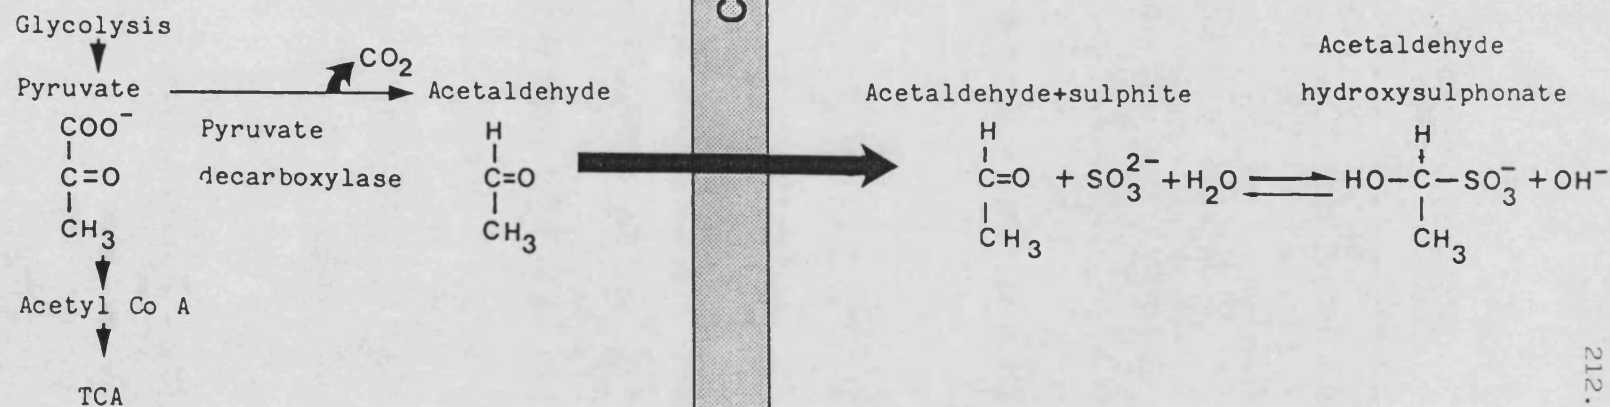 Glycolysis
CO2
Pyruvate
Acetaldehyde
COO-
C=O
CH3
Pyruvate
decarboxylase
H
C=O
CH3
Acetyl Co A
TCA
C
Acetaldehyde+sulphite
H
C=O + SO3 2- + H2O
CH3
Acetaldehyde
hydroxysulphonate
H
HO-C-SO3- + OH-
CH3
212.